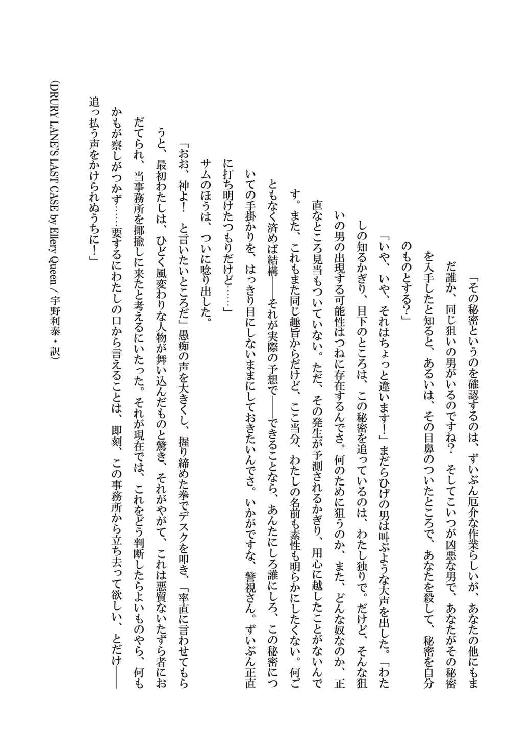 「その秘密というのを確認するのは、ずいぶん厄介な作業らしいが、あなたの他にもま
だ誰か、同じ狙いの男がいるのですね？　そしてこいつが凶悪な男で、あなたがその秘密
を入手したと知ると、あるいは、その目鼻のついたところで、あなたを殺して、秘密を自分
のものとする？」
「いや、いや、それはちょっと違います！」まだらひげの男は叫ぶような大声を出した。「わた
しの知るかぎり、目下のところは、この秘密を追っているのは、わたし独りで。だけど、そんな狙
いの男の出現する可能性はつねに存在するんでさ。何のために狙うのか、また、どんな奴なのか、正
直なところ見当もついていない。ただ、その発生が予測されるかぎり、用心に越したことがないんで
す。また、これもまた同じ趣旨からだけど、ここ当分、わたしの名前も素性も明らかにしたくない。何ご
ともなく済めば結構――それが実際の予想で――できることなら、あんたにしろ誰にしろ、この秘密につ
いての手掛かりを、はっきり目にしないままにしておきたいんでさ。いかがですな、警視さん。ずいぶん正直
に打ち明けたつもりだけど……」
サムのほうは、ついに唸り出した。
「おお、神よ！　と言いたいところだ」愚痴の声を大きくし、握り締めた拳でデスクを叩き、「率直に言わせてもら
うと、最初わたしは、ひどく風変わりな人物が舞い込んだものと驚き、それがやがて、これは悪質ないたずら者にお
だてられ、当事務所を揶揄しに来たと考えるにいたった。それが現在では、これをどう判断したらよいものやら、何も
かもが察しがつかず……要するにわたしの口から言えることは、即刻、この事務所から立ち去って欲しい、とだけ――
追っ払う声をかけられぬうちに！」
(DRURY LANE'S LAST CASE by Ellery Queen / 宇野利泰・訳)